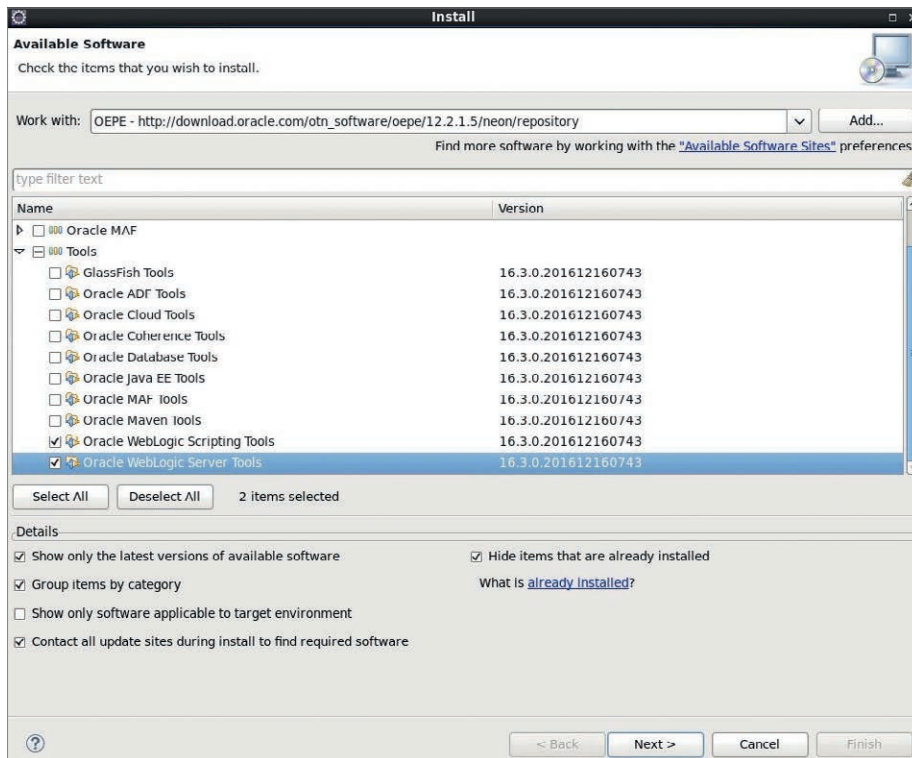 Install
Available Software
Check the items that you wish to install.
Work with: OEPE - http://download.oracle.com/otn_software/oepe/12.2.1.5/neon/repository Add...
Find more software by working with the "Available Software Sites" preferences
type filter text
Name Version
Oracle MAF
Tools
GlassFish Tools 16.3.0.201612160743
Oracle ADF Tools 16.3.0.201612160743
Oracle Cloud Tools 16.3.0.201612160743
Oracle Coherence Tools 16.3.0.201612160743
Oracle Database Tools 16.3.0.201612160743
Oracle Java EE Tools 16.3.0.201612160743
Oracle MAF Tools 16.3.0.201612160743
Oracle Maven Tools 16.3.0.201612160743
Oracle WebLogic Scripting Tools 16.3.0.201612160743
Oracle WebLogic Server Tools 16.3.0.201612160743
Select All Deselect All 2 items selected
Details
Show only the latest versions of available software Hide items that are already installed
Group items by category What is already installed?
Show only software applicable to target environment
Contact all update sites during install to find required software
? < Back Next > Cancel Finish